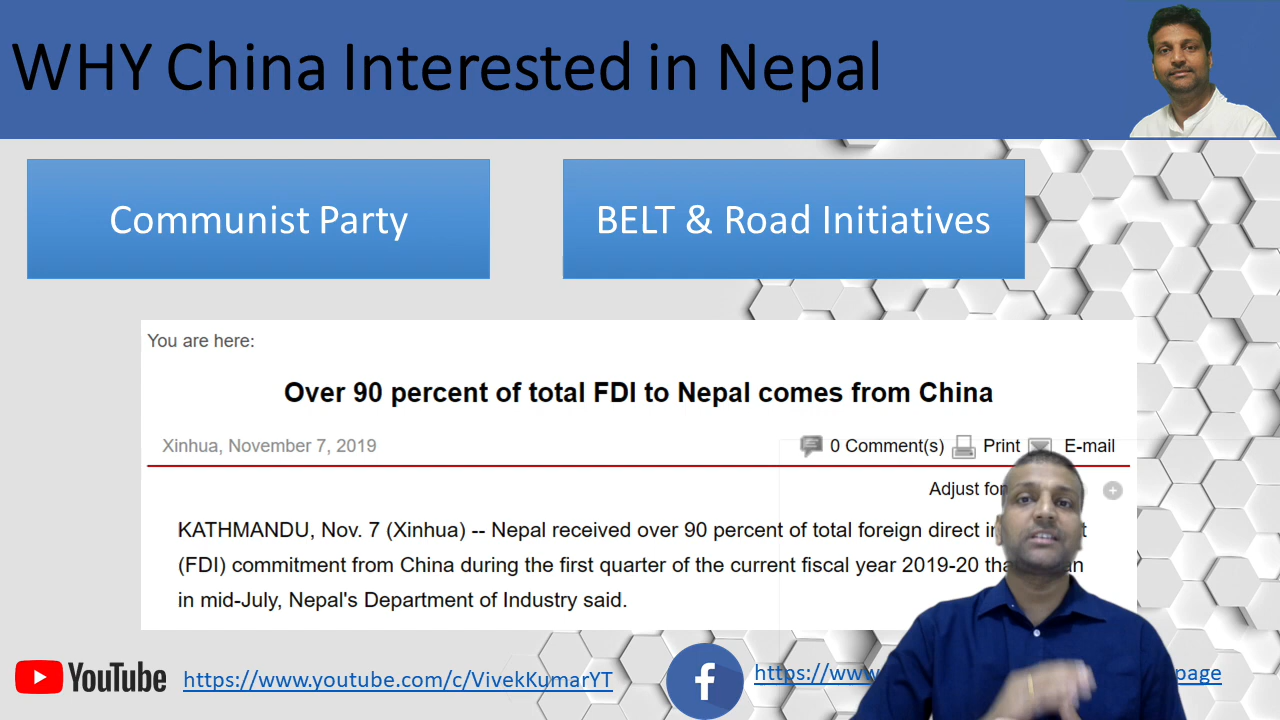 WHY China Interested in Nepal
Communist Party
BELT & Road Initiatives
You are here:
Over 90 percent of total FDI to Nepal comes from China
Xinhua, November 7, 2019
0 Comment(s) Print E-mail
Adjust
KATHMANDU, Nov. 7 (Xinhua) -- Nepal received over 90 percent of total foreign direct
(FDI) commitment from China during the first quarter of the current fiscal year 2019-20
in mid-July, Nepal's Department of Industry said.
YouTube
https://www.youtube.com/c/VivekKumarYT
f
https://www page